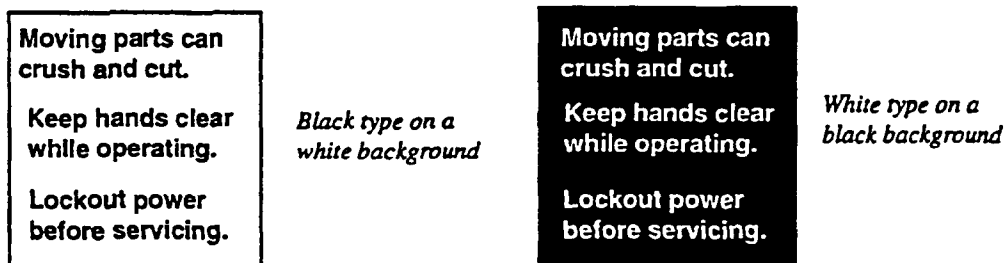 Moving parts can
crush and cut.
Keep hands clear
while operating.
Lockout power
before servicing.
Black type on a
white background
Moving parts can
crush and cut.
Keep hands clear
while operating.
Lockout power
before servicing.
White type on a
black background